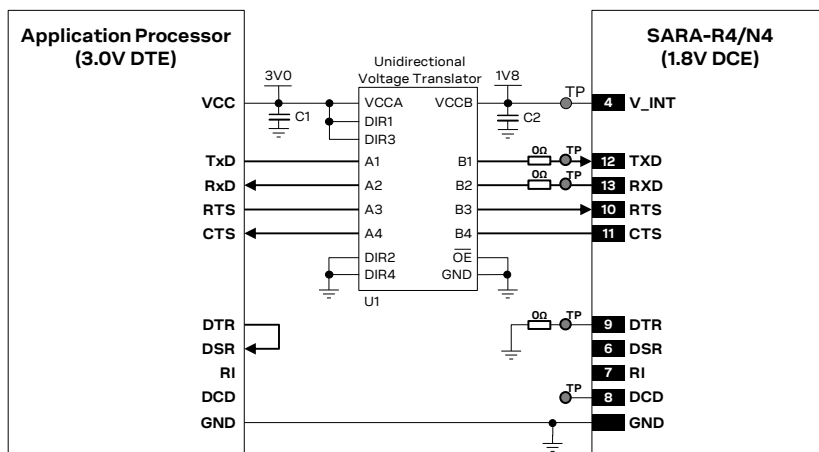 Application Processor
(3.0V DTE)
SARA-R4/N4
(1.8V DCE)
Unidirectional
Voltage Translator
3V0
1V8
TP
VCC
VCCA
VCCB
4
V_INT
C1
DIR1
C2
DIR3
0Ω
TP
TxD
A1
B1
12
TXD
0Ω
TP
RxD
A2
B2
13
RXD
RTS
A3
B3
10
RTS
CTS
A4
B4
11
CTS
DIR2
OE
DIR4
GND
U1
0Ω
TP
DTR
9
DTR
DSR
6
DSR
RI
7
RI
TP
DCD
8
DCD
GND
GND